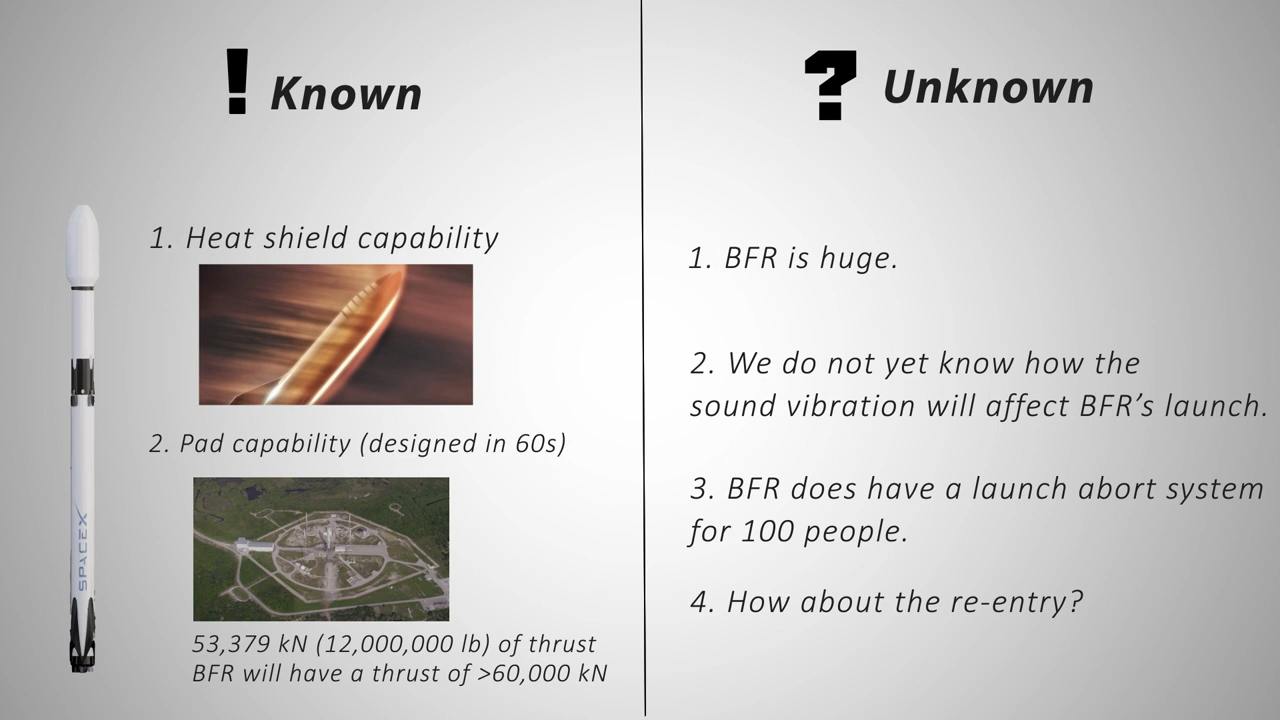 ! Known
1. Heat shield capability
2. Pad capability (designed in 60s)
53,379 kN (12,000,000 lb) of thrust
BFR will have a thrust of >60,000 kN
SPACEX
? Unknown
1. BFR is huge.
2. We do not yet know how the
sound vibration will affect BFR’s launch.
3. BFR does have a launch abort system
for 100 people.
4. How about the re-entry?